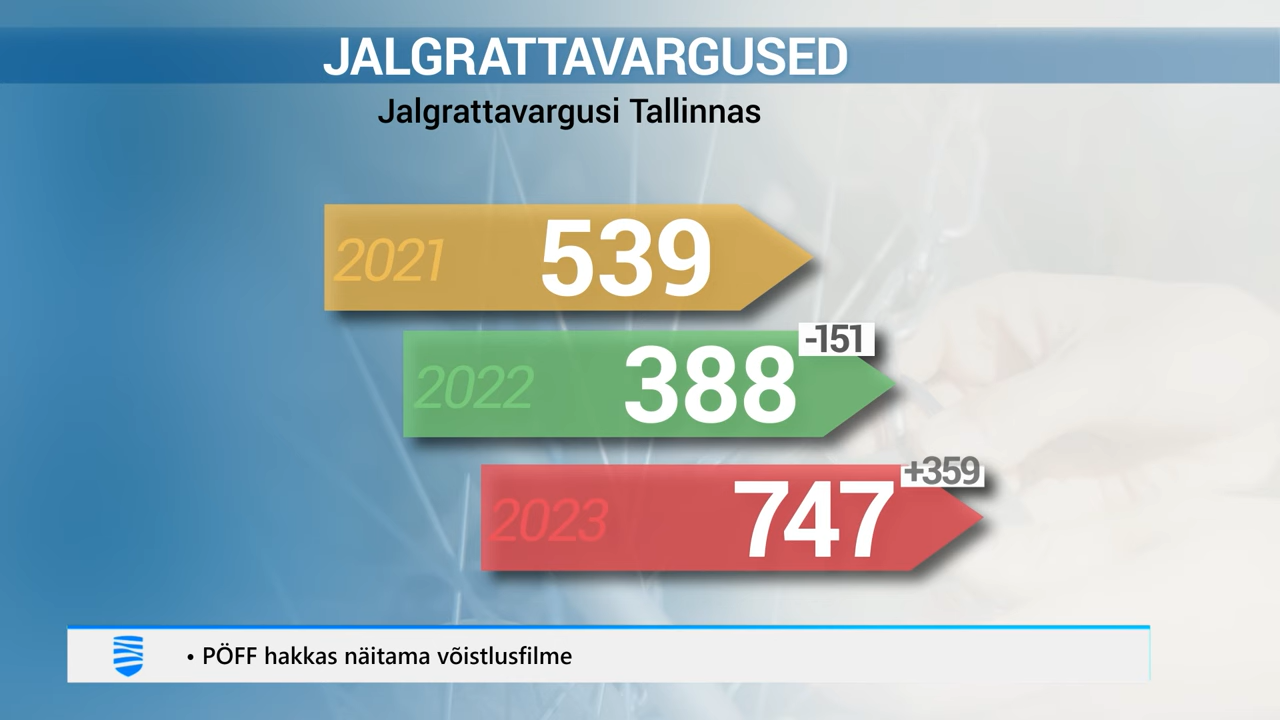 JALGRATTAVARGUSED
Jalgrattavargusi Tallinnas
2021 539
-151
2022 388
+359
2023 747
• PÖFF hakkas näitama võistlusfilme